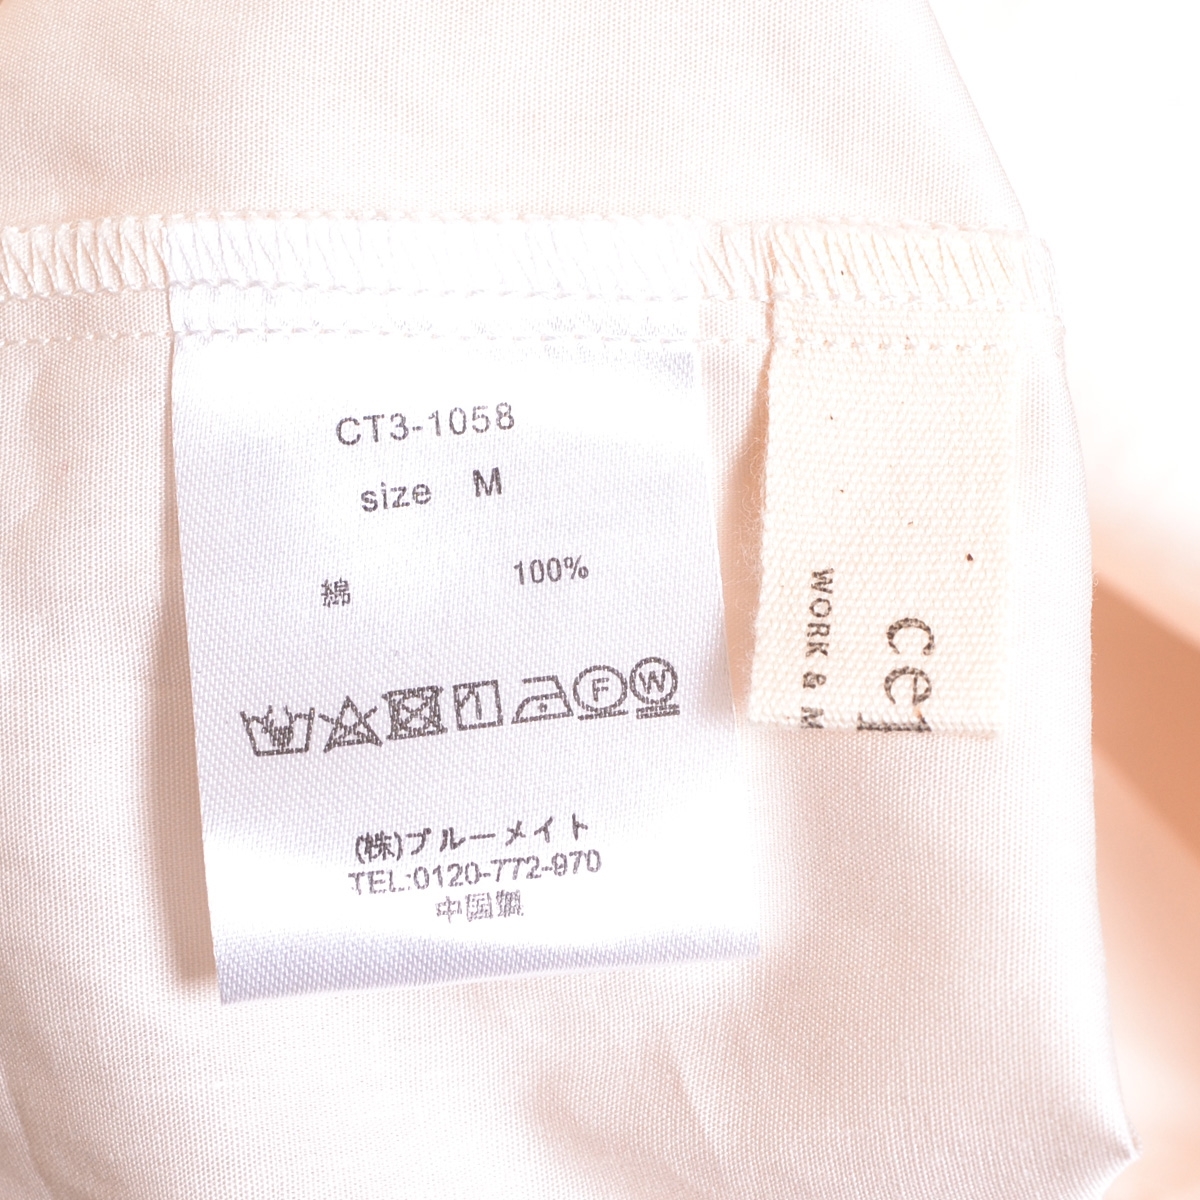 CT3-1058
size M
綿 100%
F W
(株)ブルーメイト
TEL:0120-772-970
中国製
WORK &